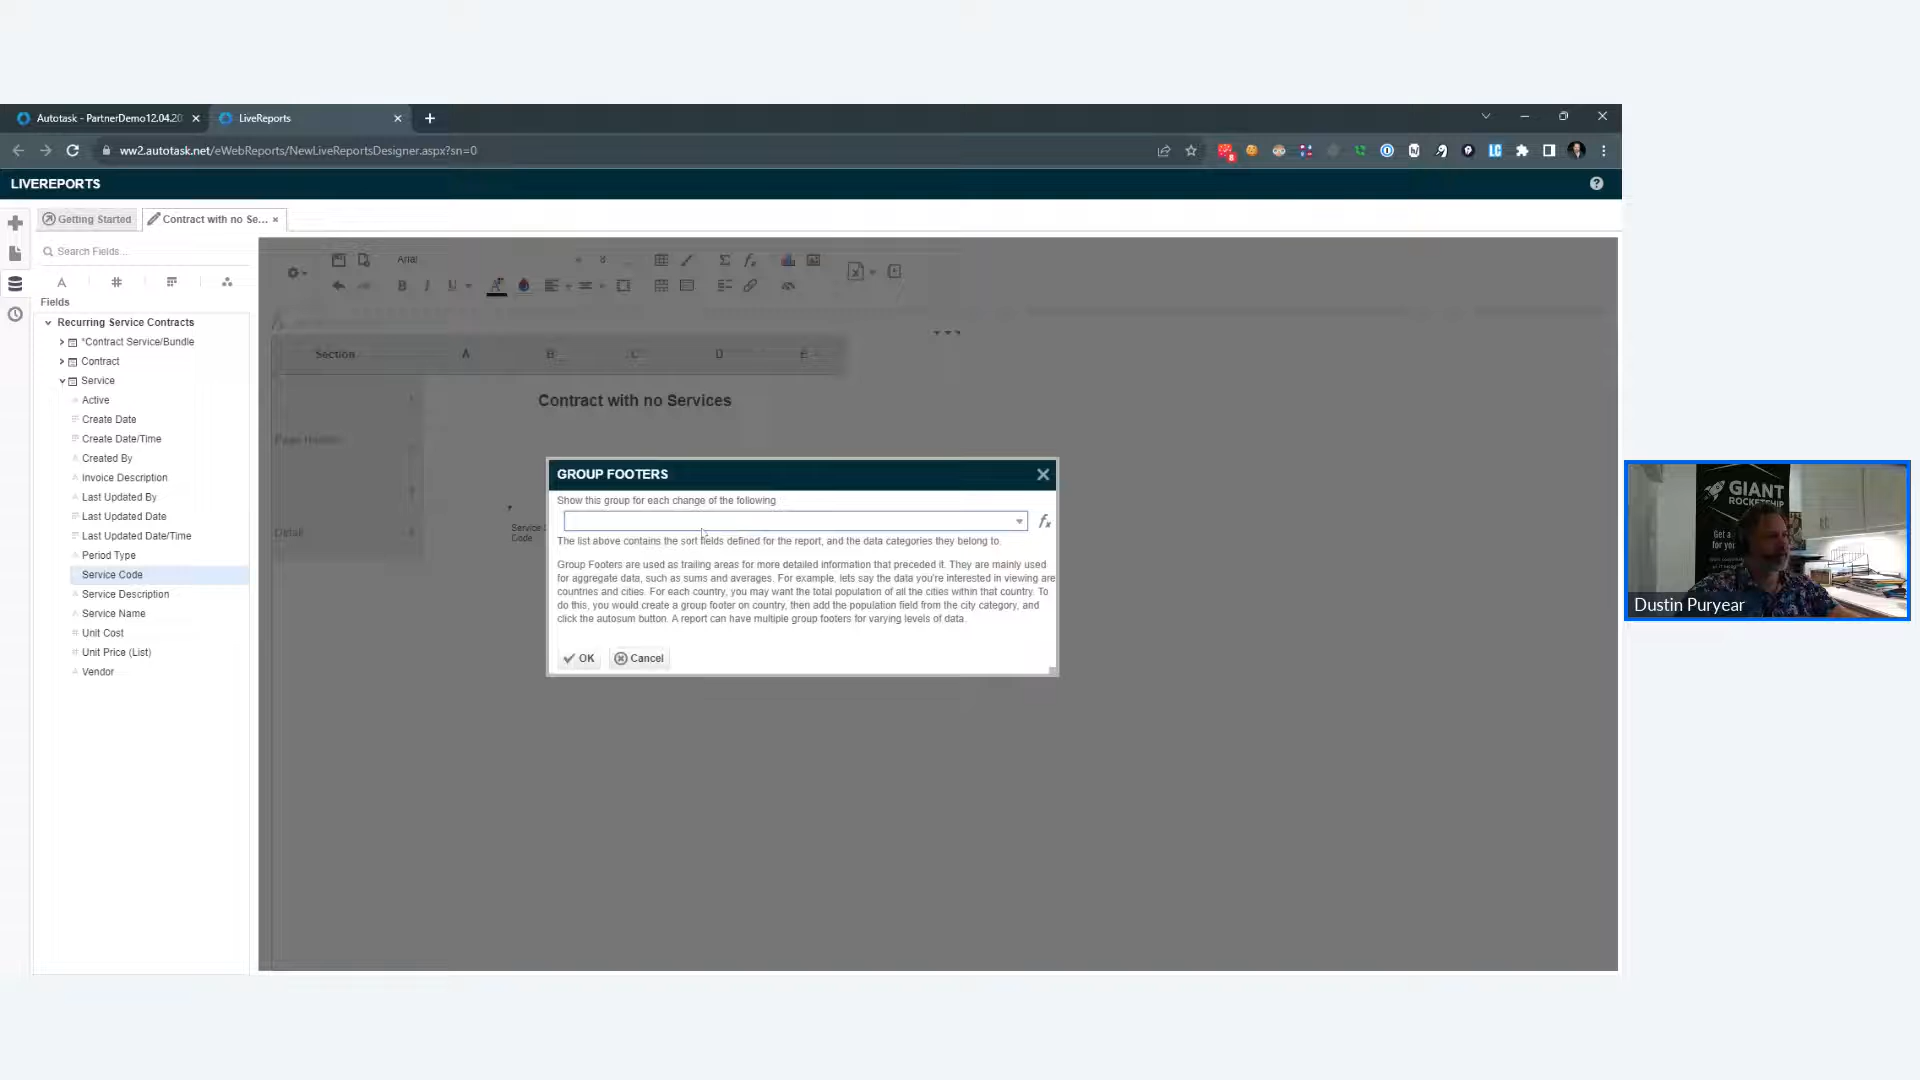 Autotask - PartnerDemo12.04.20
LiveReports
ww2.autotask.net/eWebReports/NewLiveReportsDesigner.aspx?sn=0
LIVEREPORTS
Getting Started
Contract with no Se...
Search Fields...
Fields
Recurring Service Contracts
*Contract Service/Bundle
Contract
Service
Active
Create Date
Create Date/Time
Created By
Invoice Description
Last Updated By
Last Updated Date
Last Updated Date/Time
Period Type
Service Code
Service Description
Service Name
Unit Cost
Unit Price (List)
Vendor
Arial
8
Section A B C D E
Contract with no Services
Page Header
Detail
Service
Code
GROUP FOOTERS
Show this group for each change of the following
The list above contains the sort fields defined for the report, and the data categories they belong to.
Group Footers are used as trailing areas for more detailed information that preceded it. They are mainly used
for aggregate data, such as sums and averages. For example, lets say the data you're interested in viewing are
countries and cities. For each country, you may want the total population of all the cities within that country. To
do this, you would create a group footer on country, then add the population field from the city category, and
click the autosum button. A report can have multiple group footers for varying levels of data.
OK
Cancel
GIANT
ROCKETSHIP
Get a
for yo
Dustin Puryear